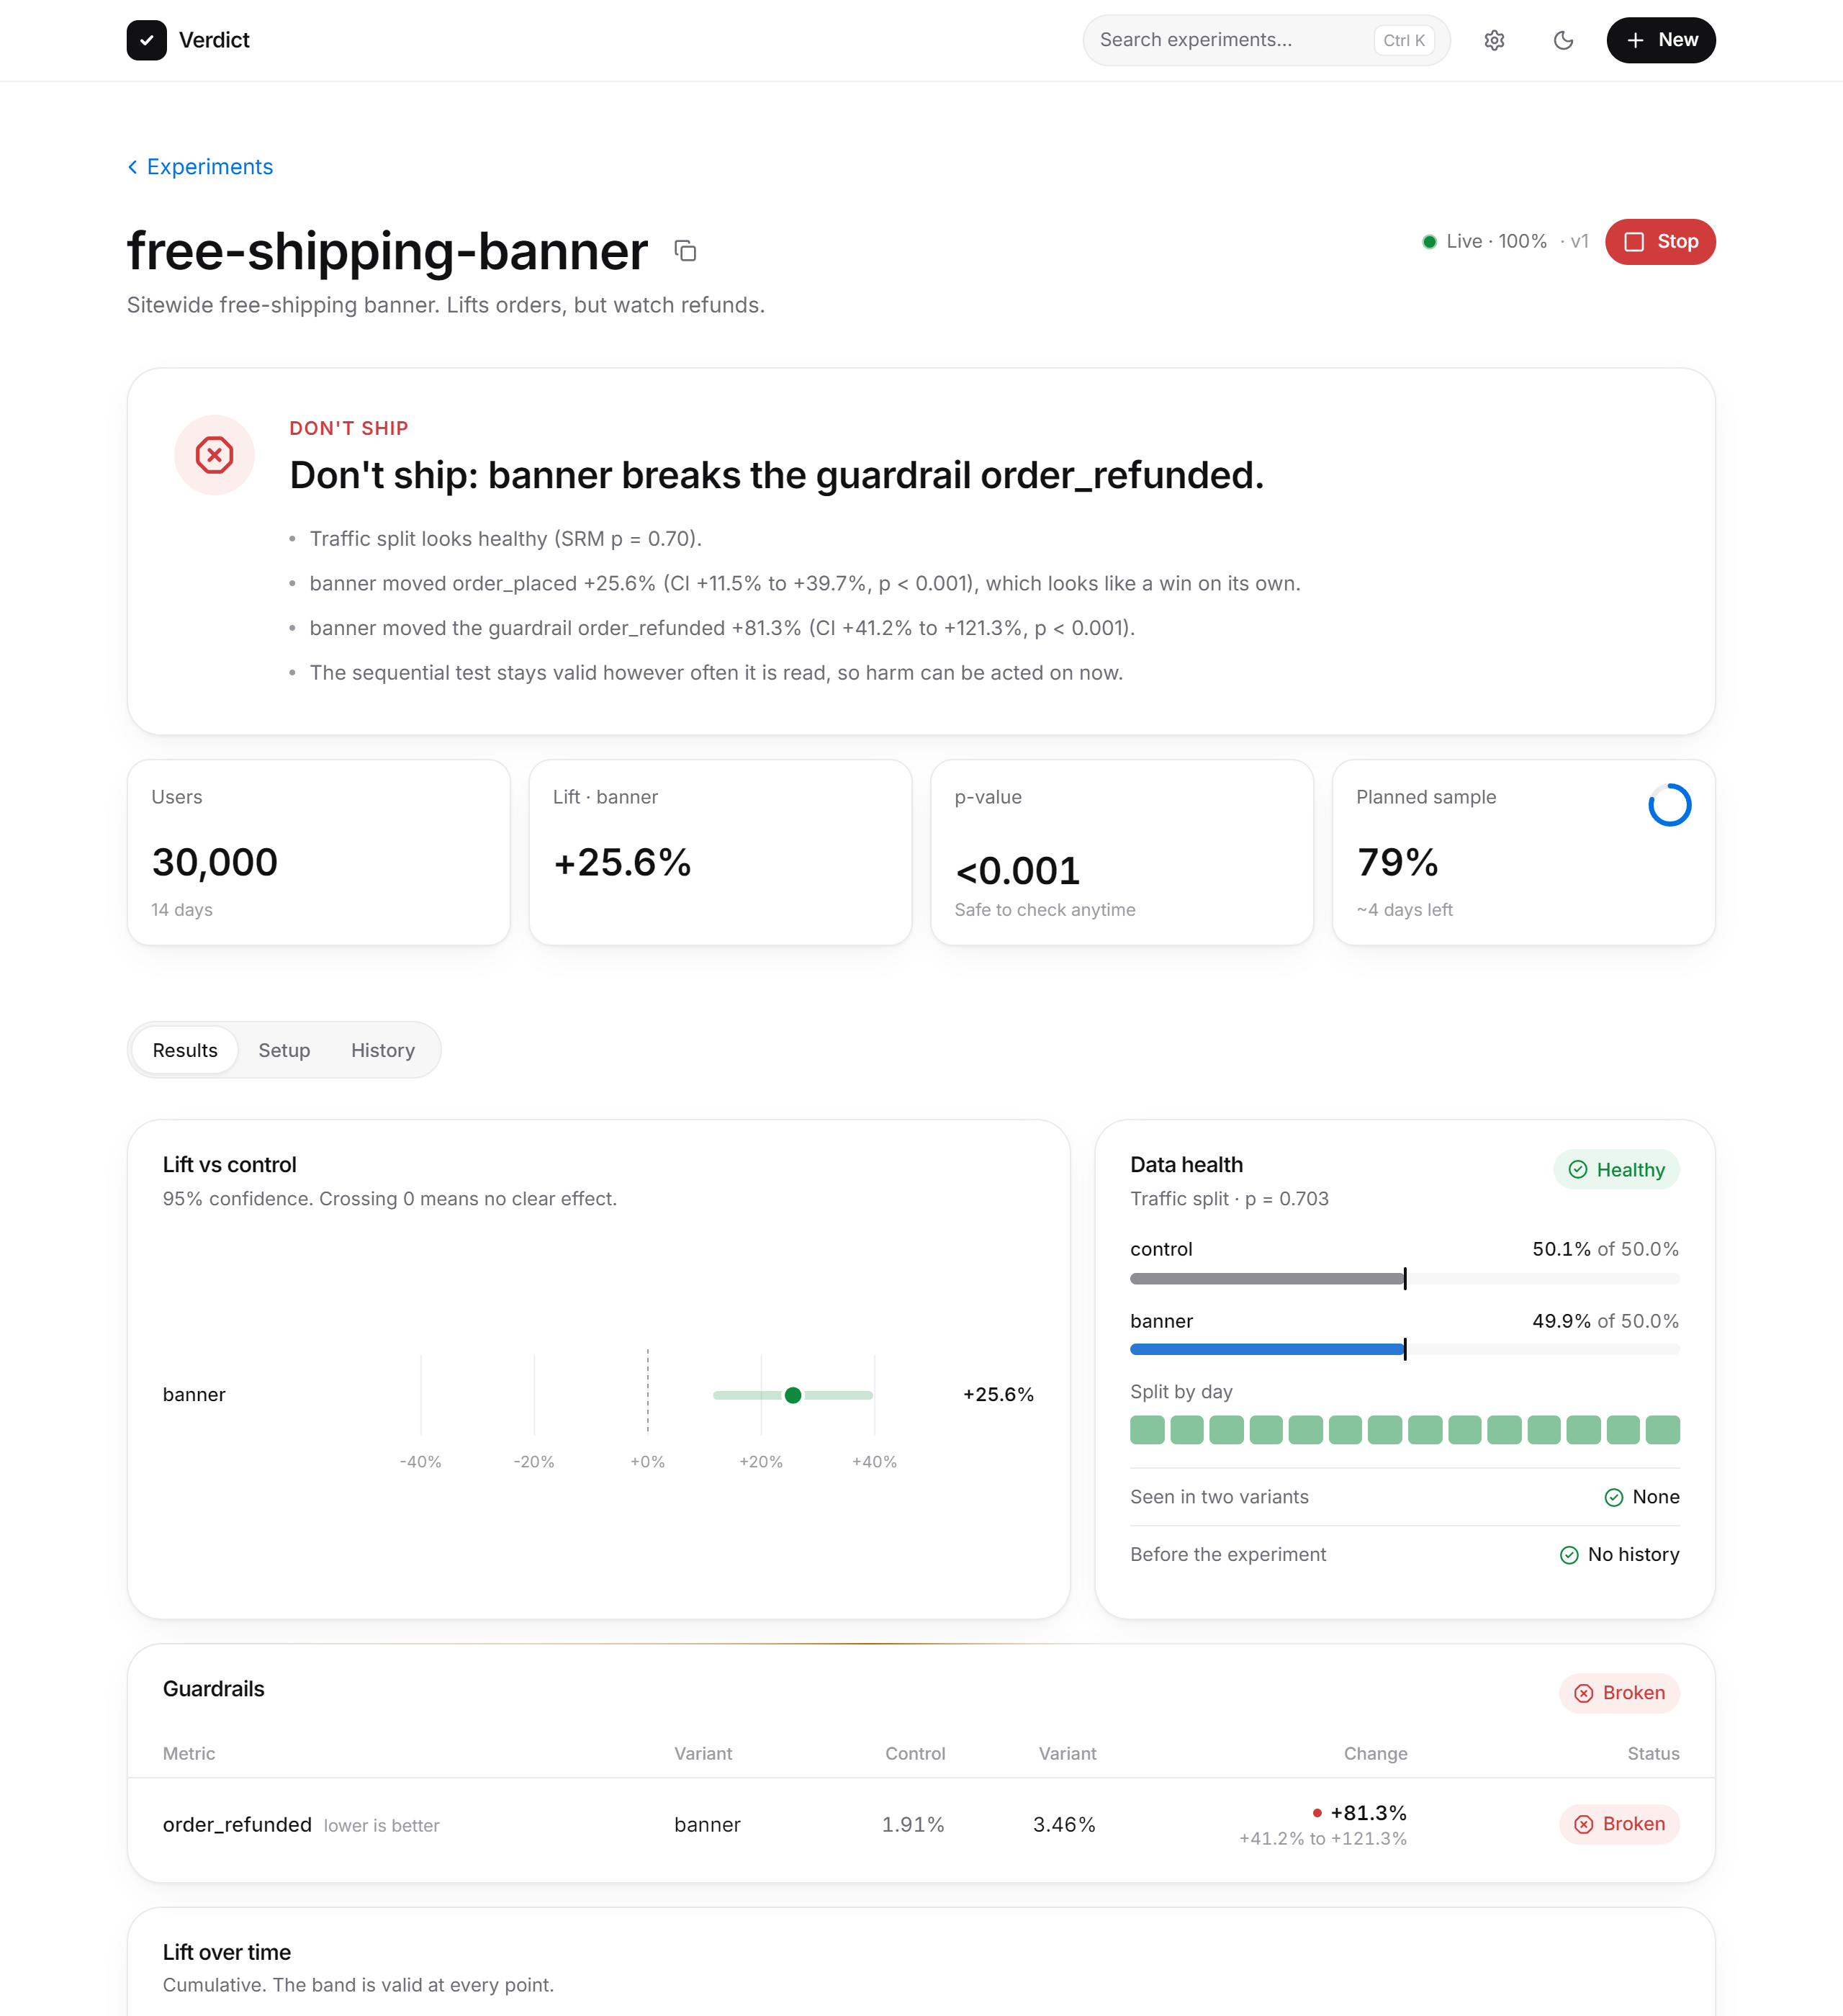 Verdict
Search experiments...
Ctrl K
New
Experiments
free-shipping-banner
Live · 100% · v1
Stop
Sitewide free-shipping banner. Lifts orders, but watch refunds.
DON'T SHIP
Don't ship: banner breaks the guardrail order_refunded.
• Traffic split looks healthy (SRM p = 0.70).
• banner moved order_placed +25.6% (CI +11.5% to +39.7%, p < 0.001), which looks like a win on its own.
• banner moved the guardrail order_refunded +81.3% (CI +41.2% to +121.3%, p < 0.001).
• The sequential test stays valid however often it is read, so harm can be acted on now.
Users
30,000
14 days
Lift · banner
+25.6%
p-value
<0.001
Safe to check anytime
Planned sample
79%
~4 days left
Results
Setup
History
Lift vs control
95% confidence. Crossing 0 means no clear effect.
banner
+25.6%
-40%
-20%
+0%
+20%
+40%
Data health
Healthy
Traffic split · p = 0.703
control
50.1% of 50.0%
banner
49.9% of 50.0%
Split by day
Seen in two variants
None
Before the experiment
No history
Guardrails
Broken
Metric
Variant
Control
Variant
Change
Status
order_refunded lower is better
banner
1.91%
3.46%
+81.3%
+41.2% to +121.3%
Broken
Lift over time
Cumulative. The band is valid at every point.